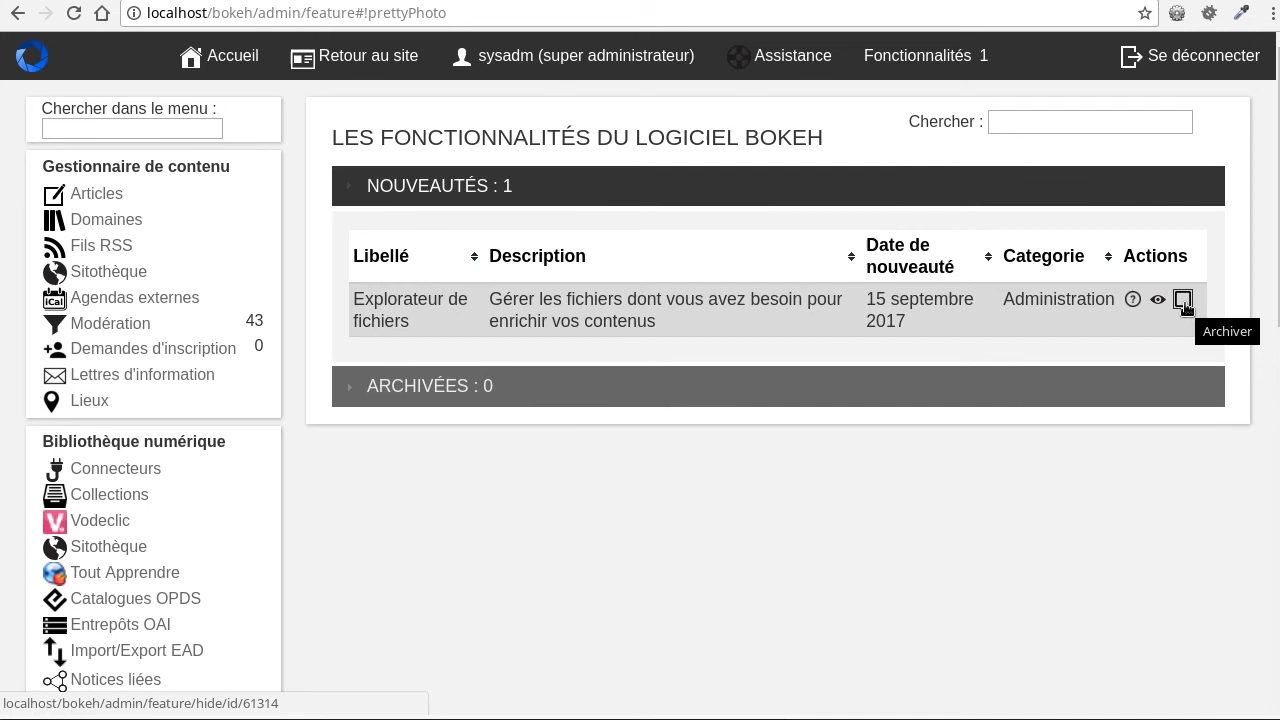 localhost/bokeh/admin/feature#!prettyPhoto
Accueil
Retour au site
sysadm (super administrateur)
Assistance
Fonctionnalités 1
Se déconnecter
Chercher dans le menu :
Gestionnaire de contenu
Articles
Domaines
Fils RSS
Sitothèque
iCal
Agendas externes
Modération 43
Demandes d'inscription 0
Lettres d'information
Lieux
Bibliothèque numérique
Connecteurs
Collections
V.
Vodeclic
Sitothèque
Tout Apprendre
Catalogues OPDS
Entrepôts OAI
Import/Export EAD
Notices liées
Chercher :
LES FONCTIONNALITÉS DU LOGICIEL BOKEH
NOUVEAUTÉS : 1
Libellé
Description
Date de
nouveauté
Categorie
Actions
Explorateur de
fichiers
Gérer les fichiers dont vous avez besoin pour
enrichir vos contenus
15 septembre
2017
Administration
Archiver
ARCHIVÉES : 0
localhost/bokeh/admin/feature/hide/id/61314